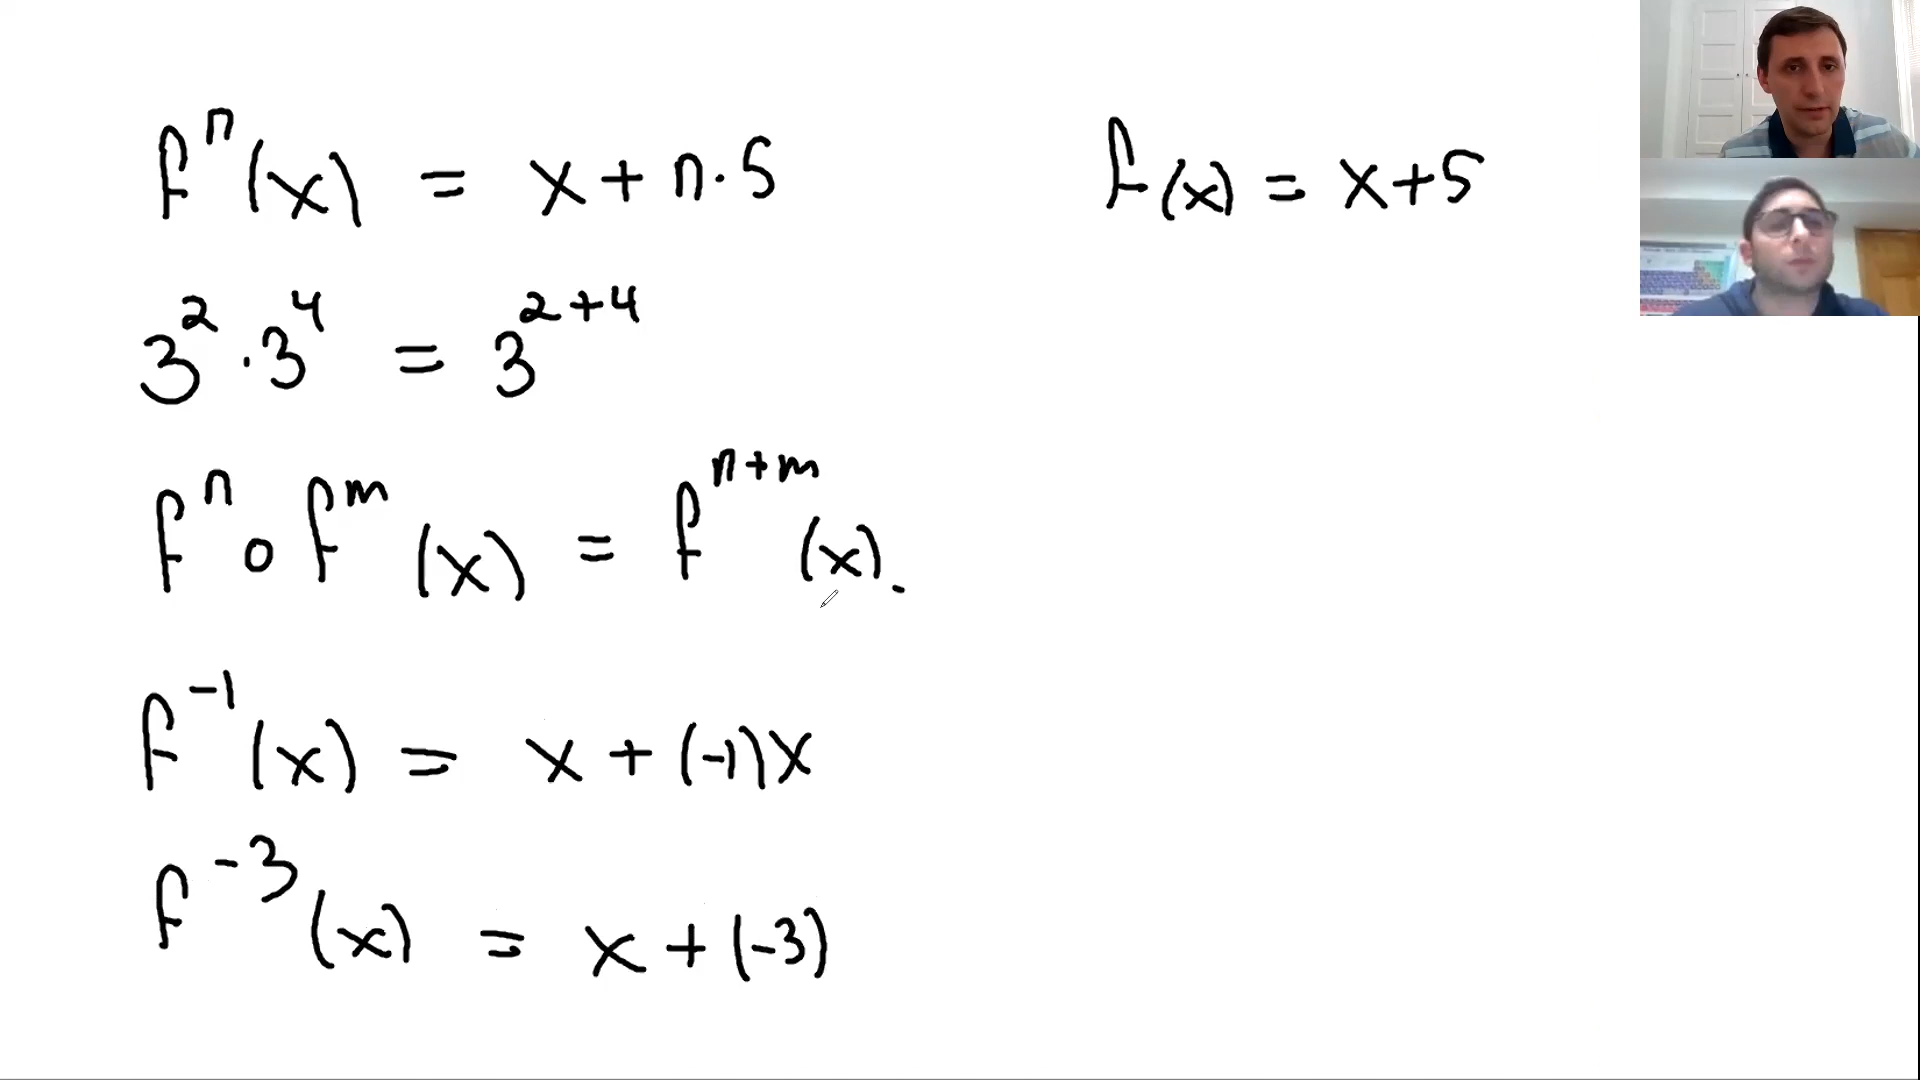 fⁿ(x) = x + n·5
f(x) = x+5
3²·3⁴ = 3²⁺⁴
fⁿ∘fᵐ(x) = fⁿ⁺ᵐ(x).
f⁻¹(x) = x + (-1)x
f⁻³(x) = x + (-3)